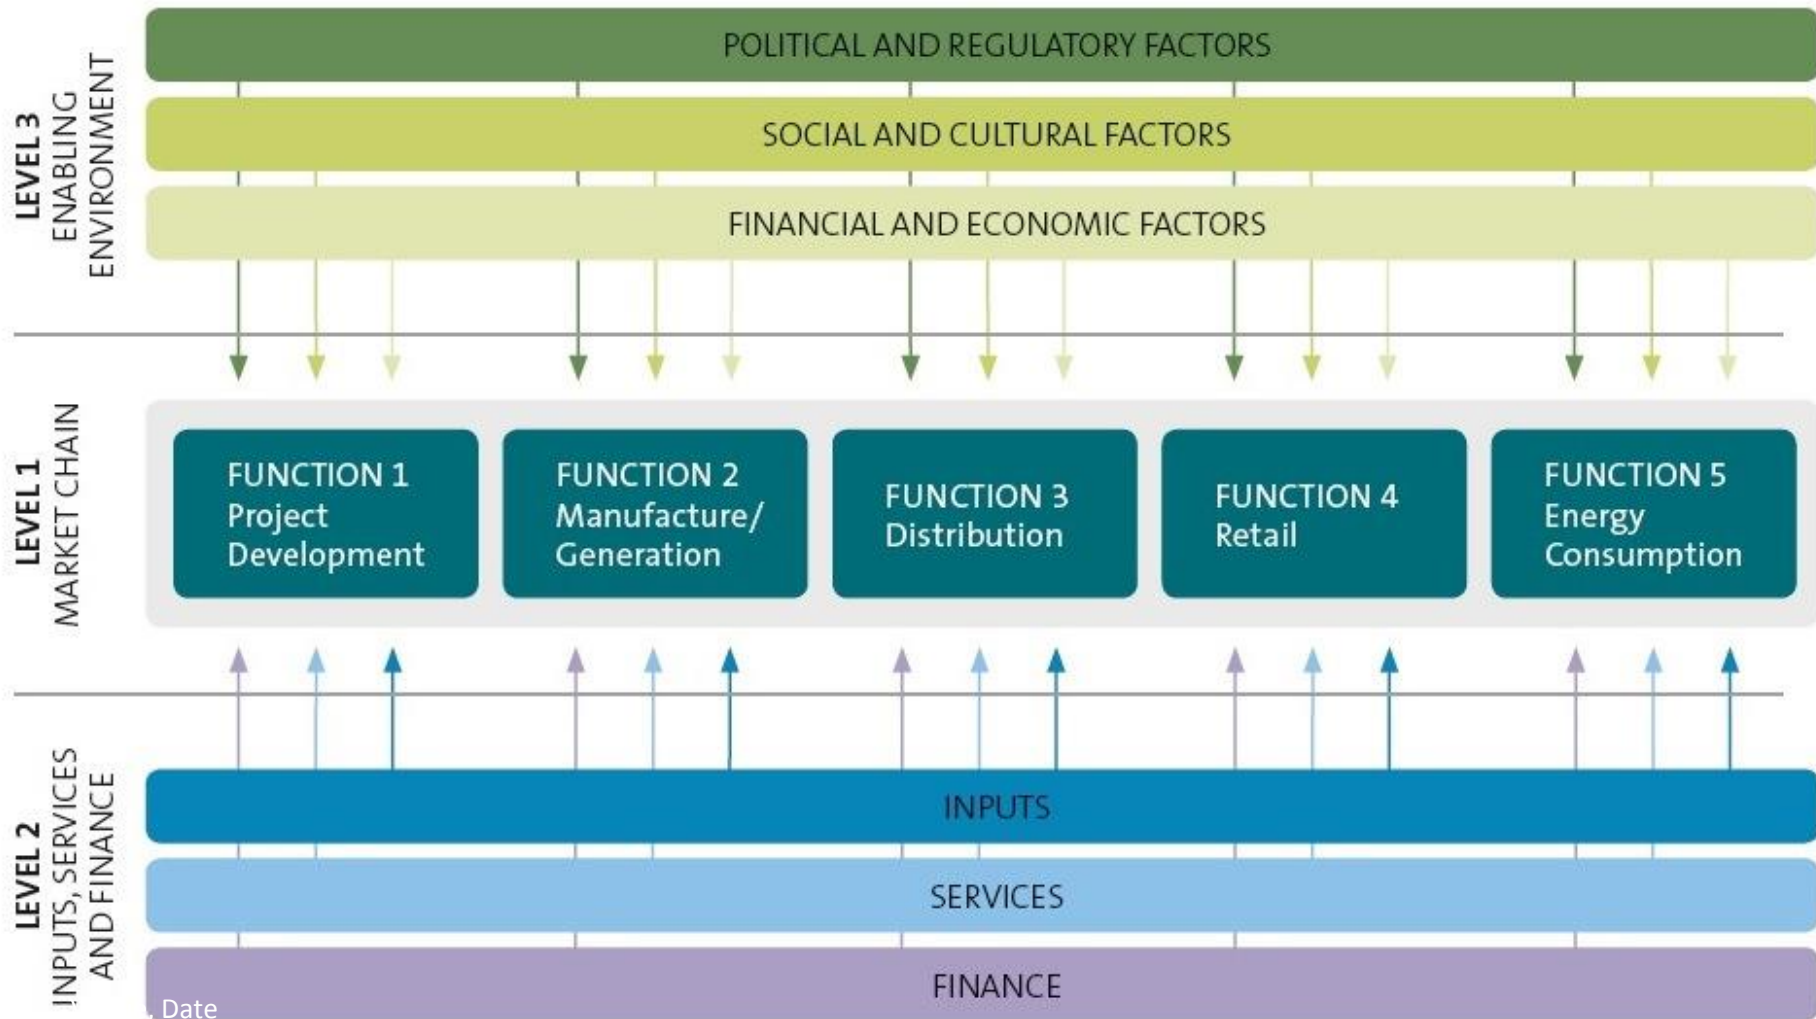 LEVEL 3
ENABLING
ENVIRONMENT
POLITICAL AND REGULATORY FACTORS
SOCIAL AND CULTURAL FACTORS
FINANCIAL AND ECONOMIC FACTORS
LEVEL 1
MARKET CHAIN
FUNCTION 1
Project
Development
FUNCTION 2
Manufacture/
Generation
FUNCTION 3
Distribution
FUNCTION 4
Retail
FUNCTION 5
Energy
Consumption
LEVEL 2
INPUTS, SERVICES
AND FINANCE
INPUTS
SERVICES
FINANCE
, Date